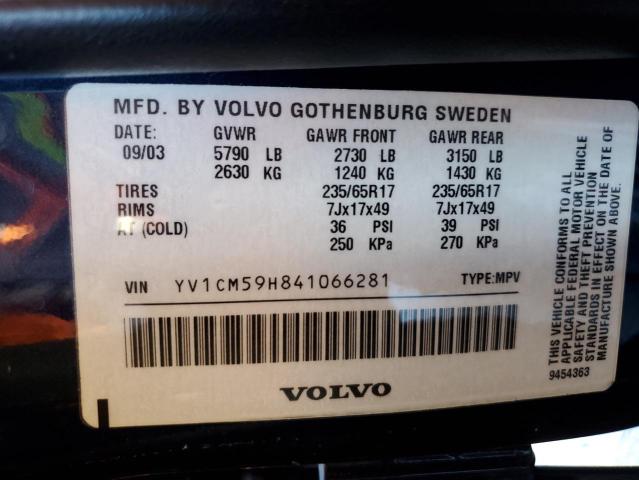 MFD. BY VOLVO GOTHENBURG SWEDEN
DATE: GVWR GAWR FRONT GAWR REAR
09/03 5790 LB 2730 LB 3150 LB
2630 KG 1240 KG 1430 KG
TIRES 235/65R17 235/65R17
RIMS 7Jx17x49 7Jx17x49
AT (COLD) 36 PSI 39 PSI
250 KPa 270 KPa
VIN YV1CM59H841066281 TYPE:MPV
VOLVO
THIS VEHICLE CONFORMS TO ALL
APPLICABLE FEDERAL MOTOR VEHICLE
SAFETY AND THEFT PREVENTION
STANDARDS IN EFFECT ON THE DATE OF
MANUFACTURE SHOWN ABOVE.
9454363